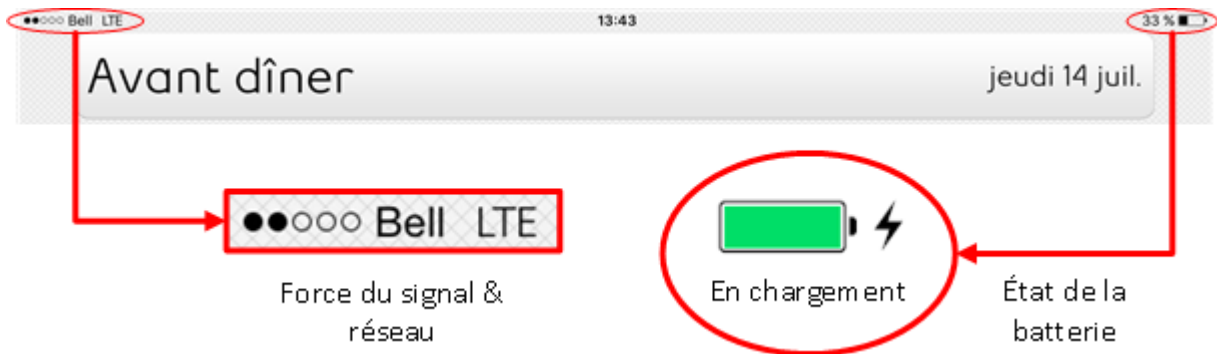 ●●○○○ Bell LTE 13:43 33 %
Avant dîner jeudi 14 juil.
●●○○○ Bell LTE
Force du signal &
réseau
En chargement
État de la
batterie